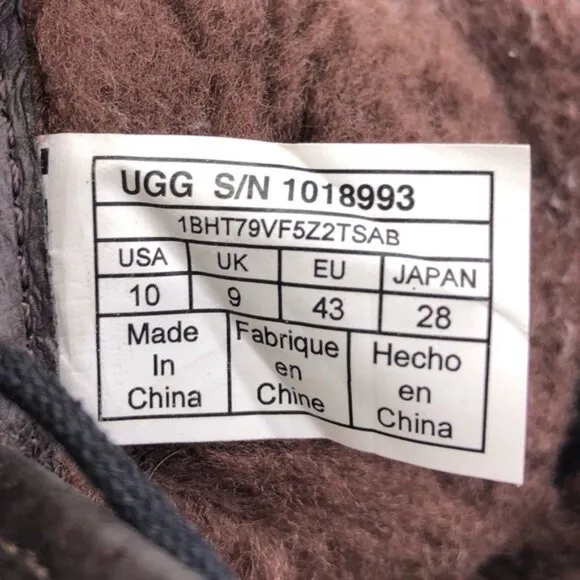 UGG S/N 1018993
1BHT79VF5Z2TSAB
USA UK EU JAPAN
10 9 43 28
Made Fabrique Hecho
In en en
China Chine China